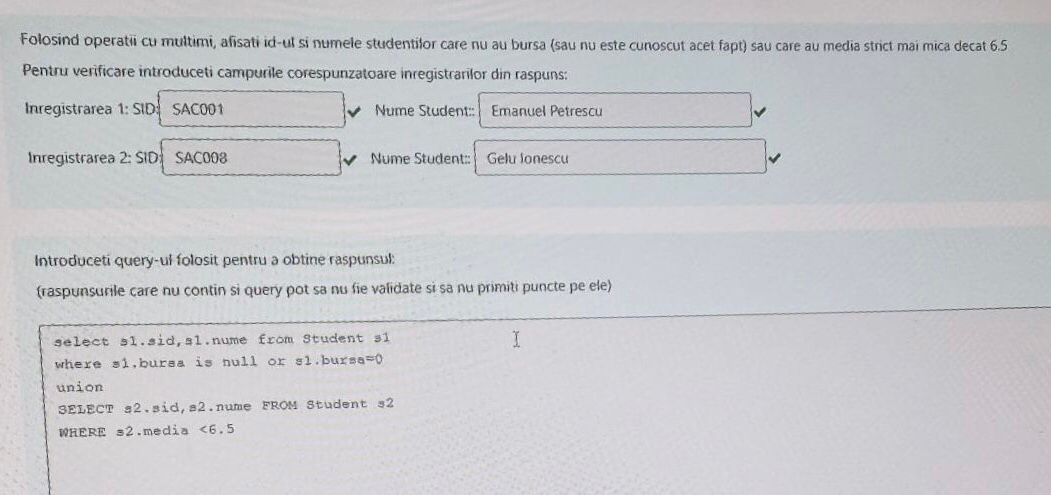 Folosind operatii cu multimi, afisati id-ul si numele studentilor care nu au bursa (sau nu este cunoscut acet fapt) sau care au media strict mai mica decat 6.5
Pentru verificare introduceti campurile corespunzatoare inregistrarilor din raspuns:
Inregistrarea 1: SID: SAC001 ✔ Nume Student:: Emanuel Petrescu ✔
Inregistrarea 2: SID: SAC008 ✔ Nume Student:: Gelu Ionescu ✔
Introduceti query-ul folosit pentru a obtine raspunsul:
(raspunsurile care nu contin si query pot sa nu fie validate si sa nu primiti puncte pe ele)
select s1.sid,s1.nume from Student s1
where s1.bursa is null or s1.bursa=0
union
SELECT s2.sid,s2.nume FROM Student s2
WHERE s2.media <6.5